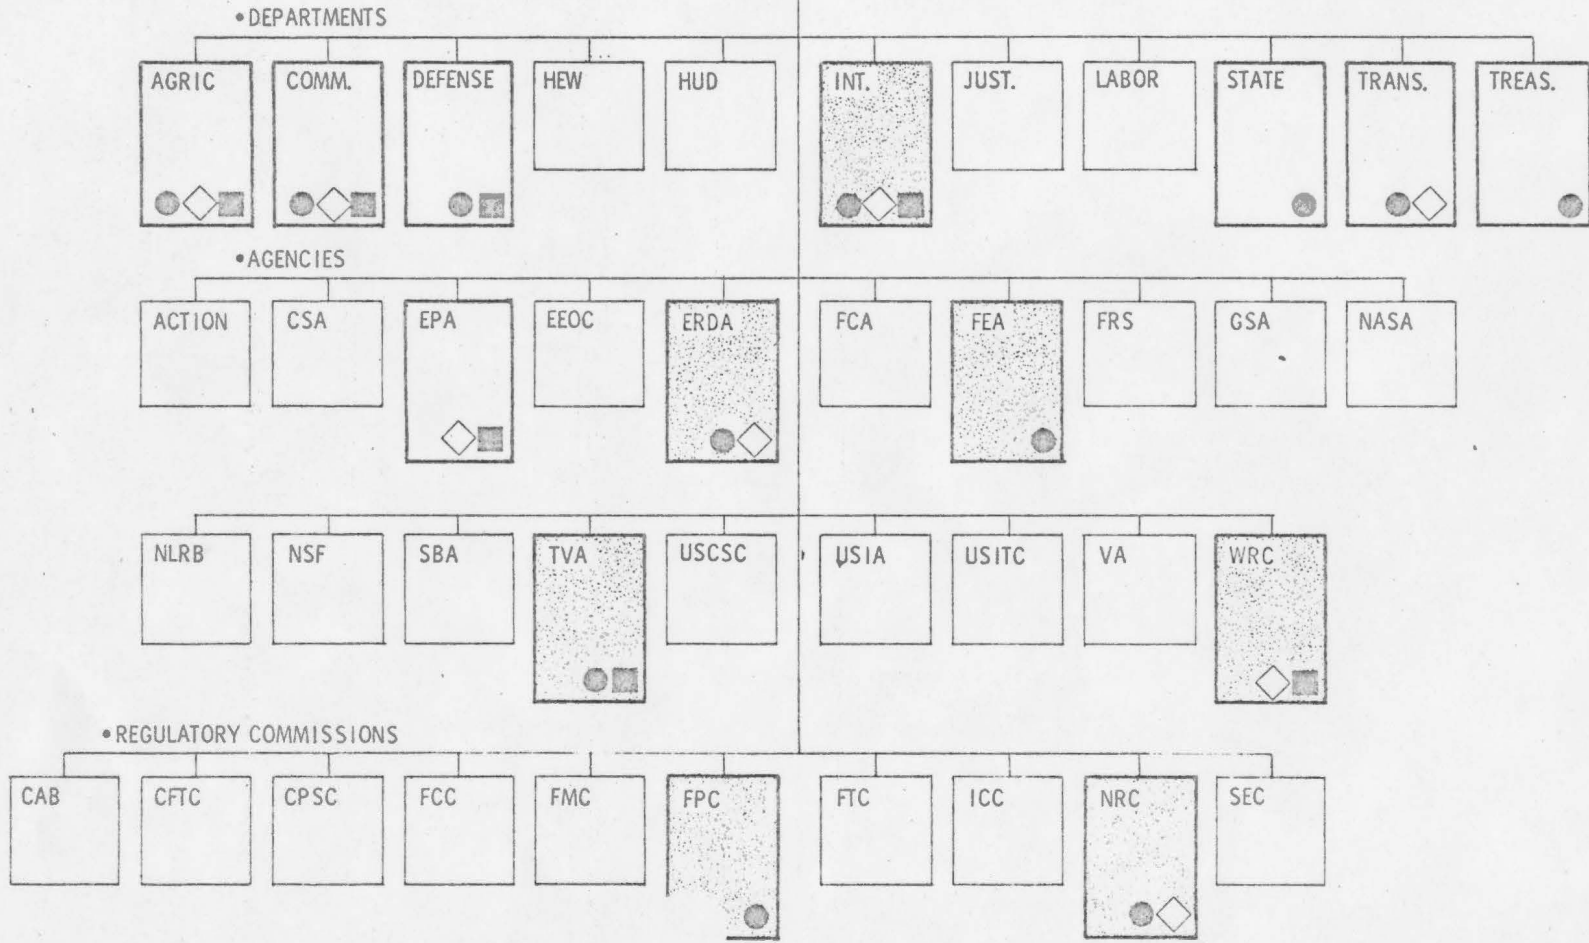 •DEPARTMENTS
AGRIC COMM. DEFENSE HEW HUD INT. JUST. LABOR STATE TRANS. TREAS.
•AGENCIES
ACTION CSA EPA EEOC ERDA FCA FEA FRS GSA NASA
NLRB NSF SBA TVA USCSC USIA USITC VA WRC
•REGULATORY COMMISSIONS
CAB CFTC CPSC FCC FMC FPC FTC ICC NRC SEC